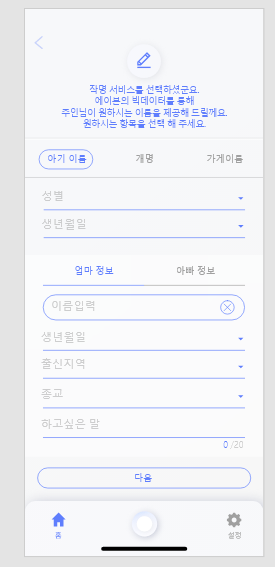 작명 서비스를 선택하셨군요.
에이본의 빅데이터를 통해
주인님이 원하시는 이름을 제공해 드릴께요.
원하시는 항목을 선택 해 주세요.
아기 이름 개명 가게이름
성별
생년월일
엄마 정보 아빠 정보
이름입력
생년월일
출신지역
종교
하고싶은 말
0 /20
다음
홈 설정